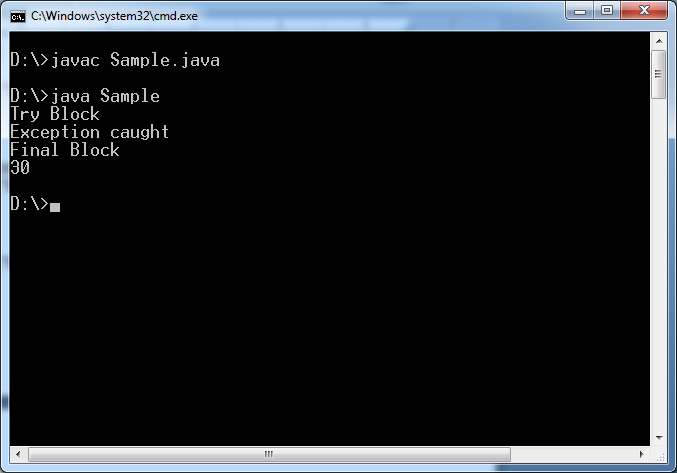 C:\Windows\system32\cmd.exe
D:\>javac Sample.java
D:\>java Sample
Try Block
Exception caught
Final Block
30
D:\>